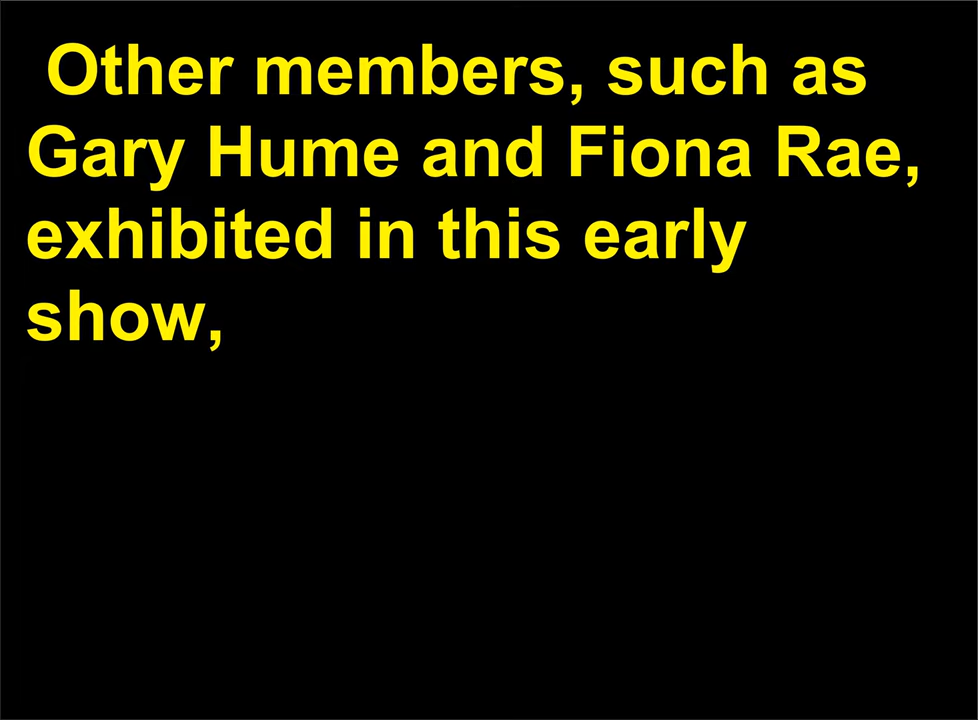 Other members, such as
Gary Hume and Fiona Rae,
exhibited in this early
show,